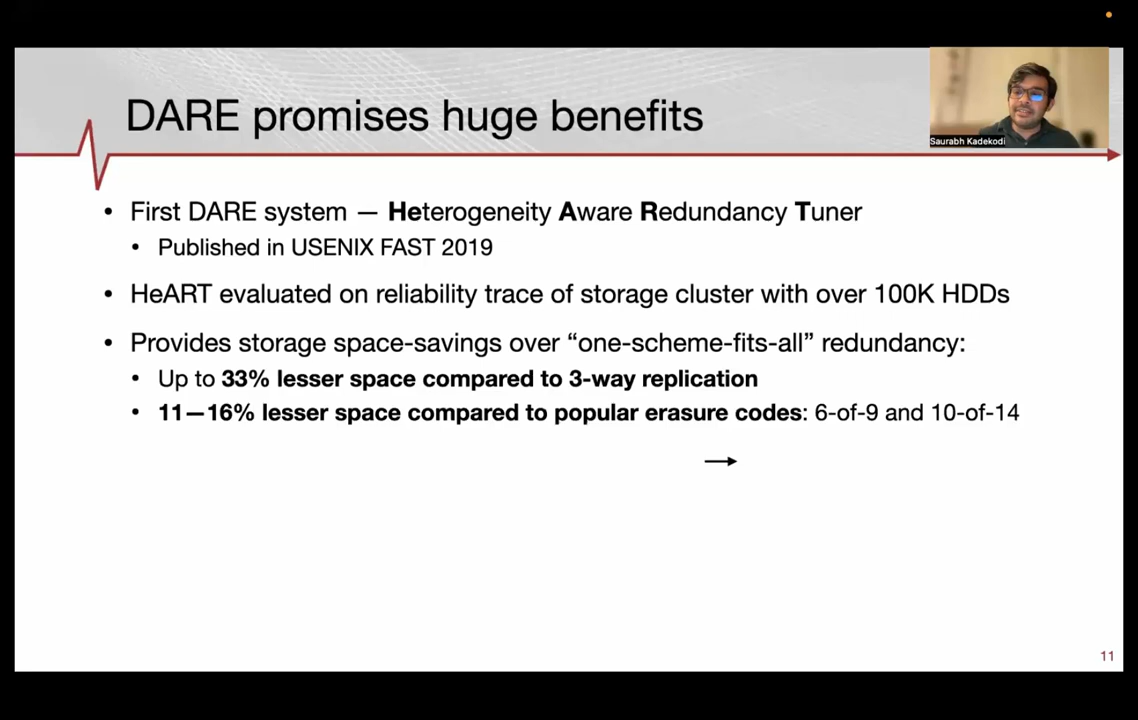 DARE promises huge benefits
Saurabh Kadekodi
• First DARE system — Heterogeneity Aware Redundancy Tuner
• Published in USENIX FAST 2019
• HeART evaluated on reliability trace of storage cluster with over 100K HDDs
• Provides storage space-savings over “one-scheme-fits-all” redundancy:
• Up to 33% lesser space compared to 3-way replication
• 11—16% lesser space compared to popular erasure codes: 6-of-9 and 10-of-14
11